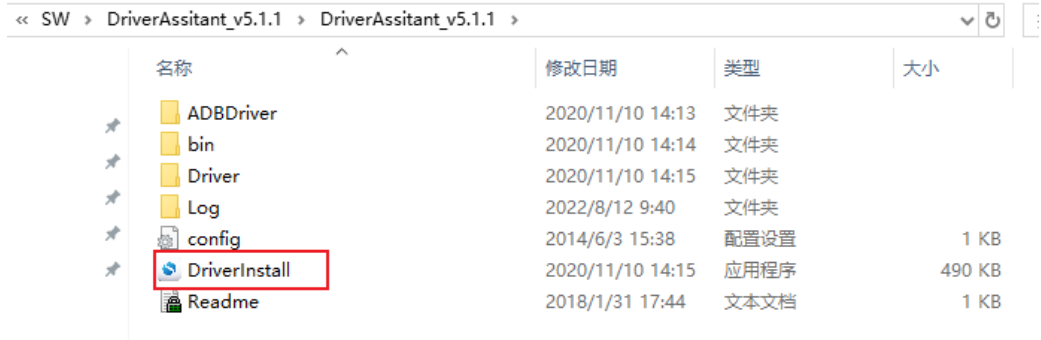 « SW › DriverAssitant_v5.1.1 › DriverAssitant_v5.1.1 ›
名称 修改日期 类型 大小
ADBDriver 2020/11/10 14:13 文件夹
bin 2020/11/10 14:14 文件夹
Driver 2020/11/10 14:15 文件夹
Log 2022/8/12 9:40 文件夹
config 2014/6/3 15:38 配置设置 1 KB
DriverInstall 2020/11/10 14:15 应用程序 490 KB
Readme 2018/1/31 17:44 文本文档 1 KB